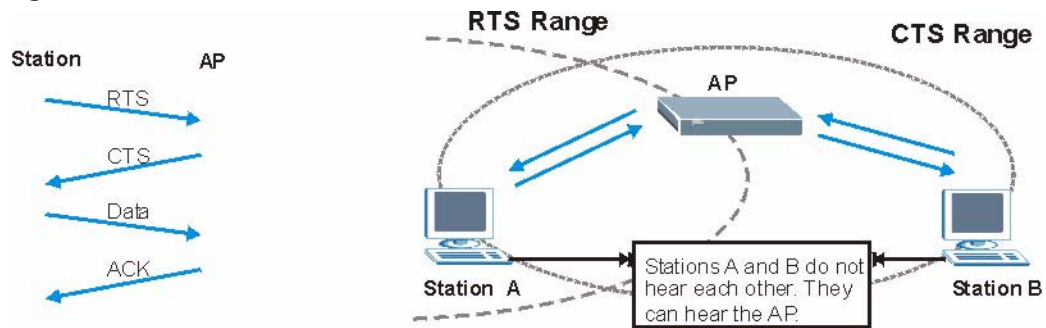 RTS Range
CTS Range
Station
AP
AP
RTS
CTS
Data
ACK
Station A
Stations A and B do not
hear each other. They
can hear the AP.
Station B